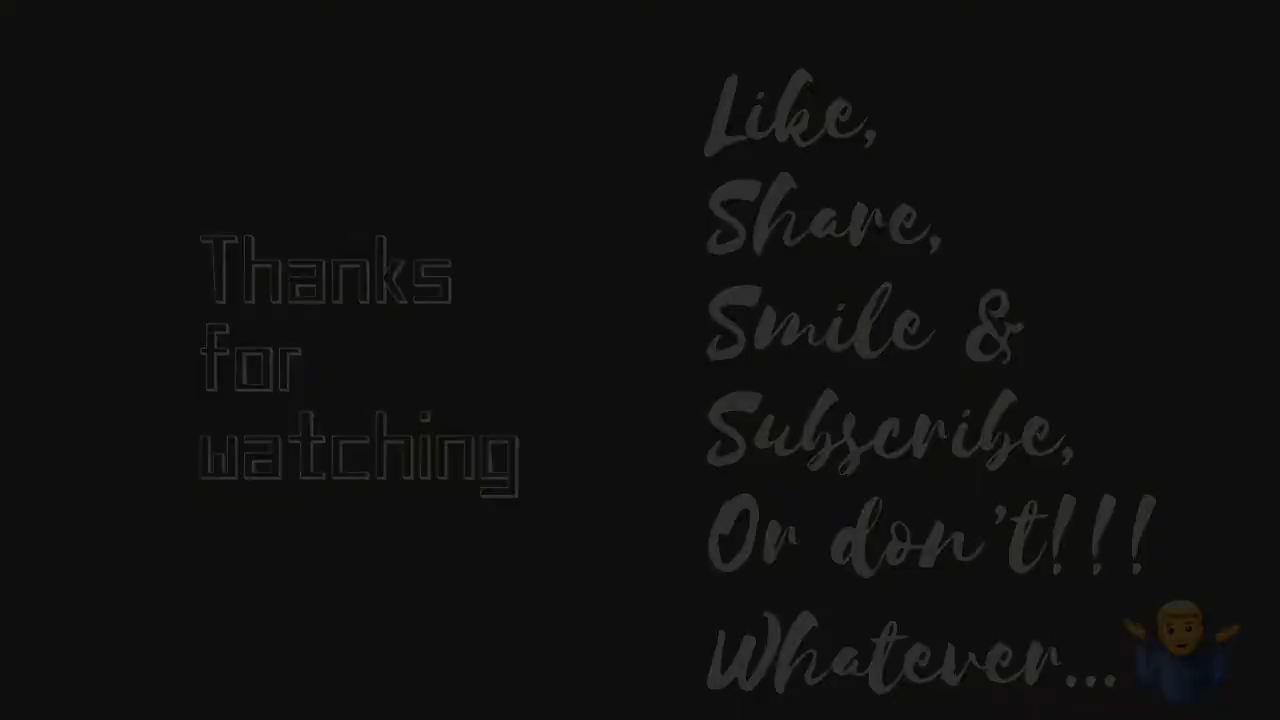 Thanks
for
watching
Like,
Share,
Smile &
Subscribe,
Or don't!!!
Whatever...